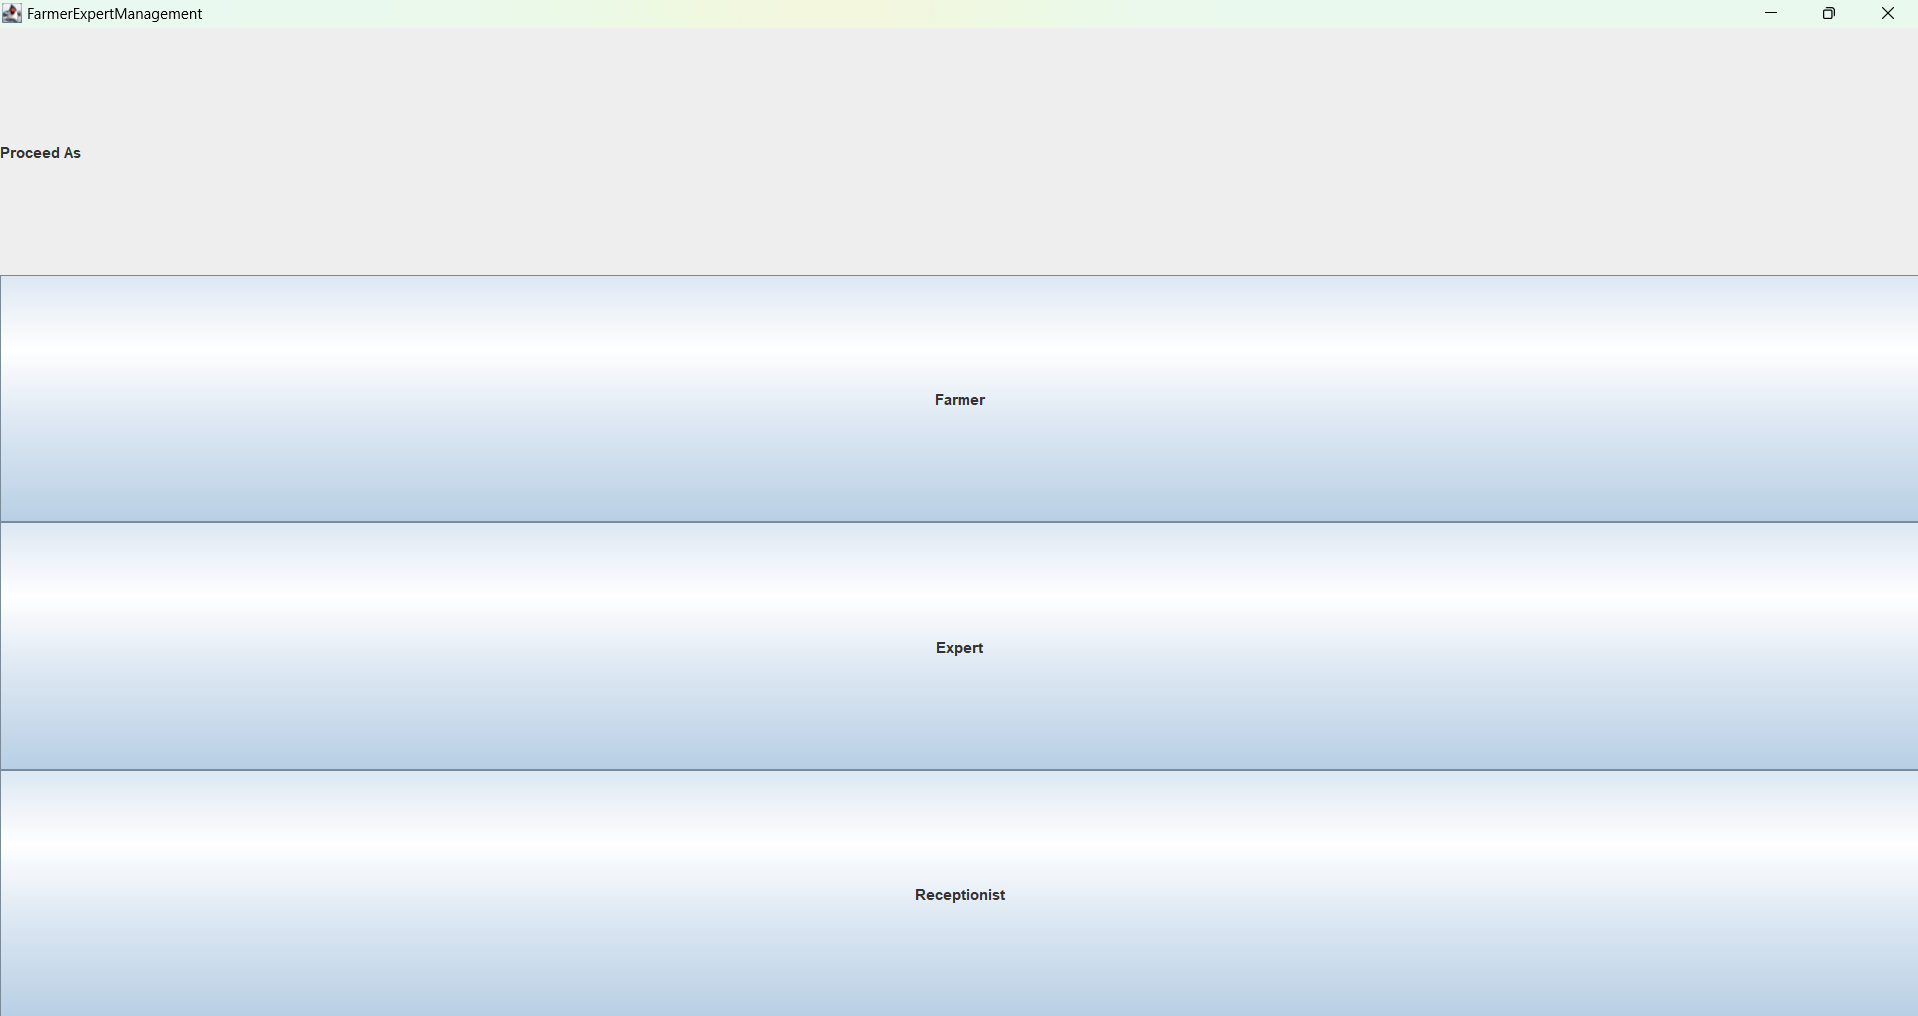 FarmerExpertManagement
Proceed As
Farmer
Expert
Receptionist